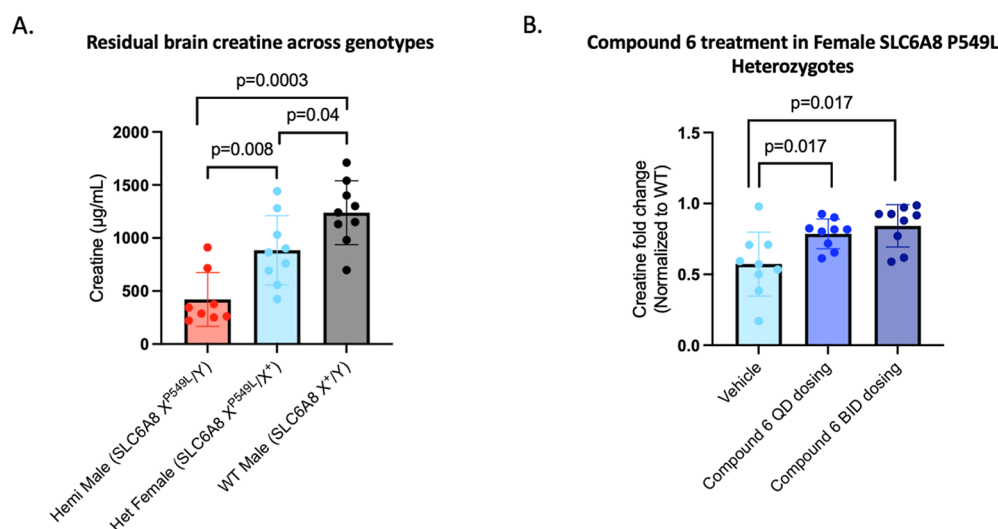 A.
Residual brain creatine across genotypes
p=0.0003
p=0.04
p=0.008
Creatine (µg/mL)
2000
1500
1000
500
0
Hemi Male (SLC6A8 X^P549L/Y)
Het Female (SLC6A8 X^P549L/X^+)
WT Male (SLC6A8 X^+/Y)
B.
Compound 6 treatment in Female SLC6A8 P549L
Heterozygotes
p=0.017
p=0.017
Creatine fold change
(Normalized to WT)
1.5
1.0
0.5
0.0
Vehicle
Compound 6 QD dosing
Compound 6 BID dosing